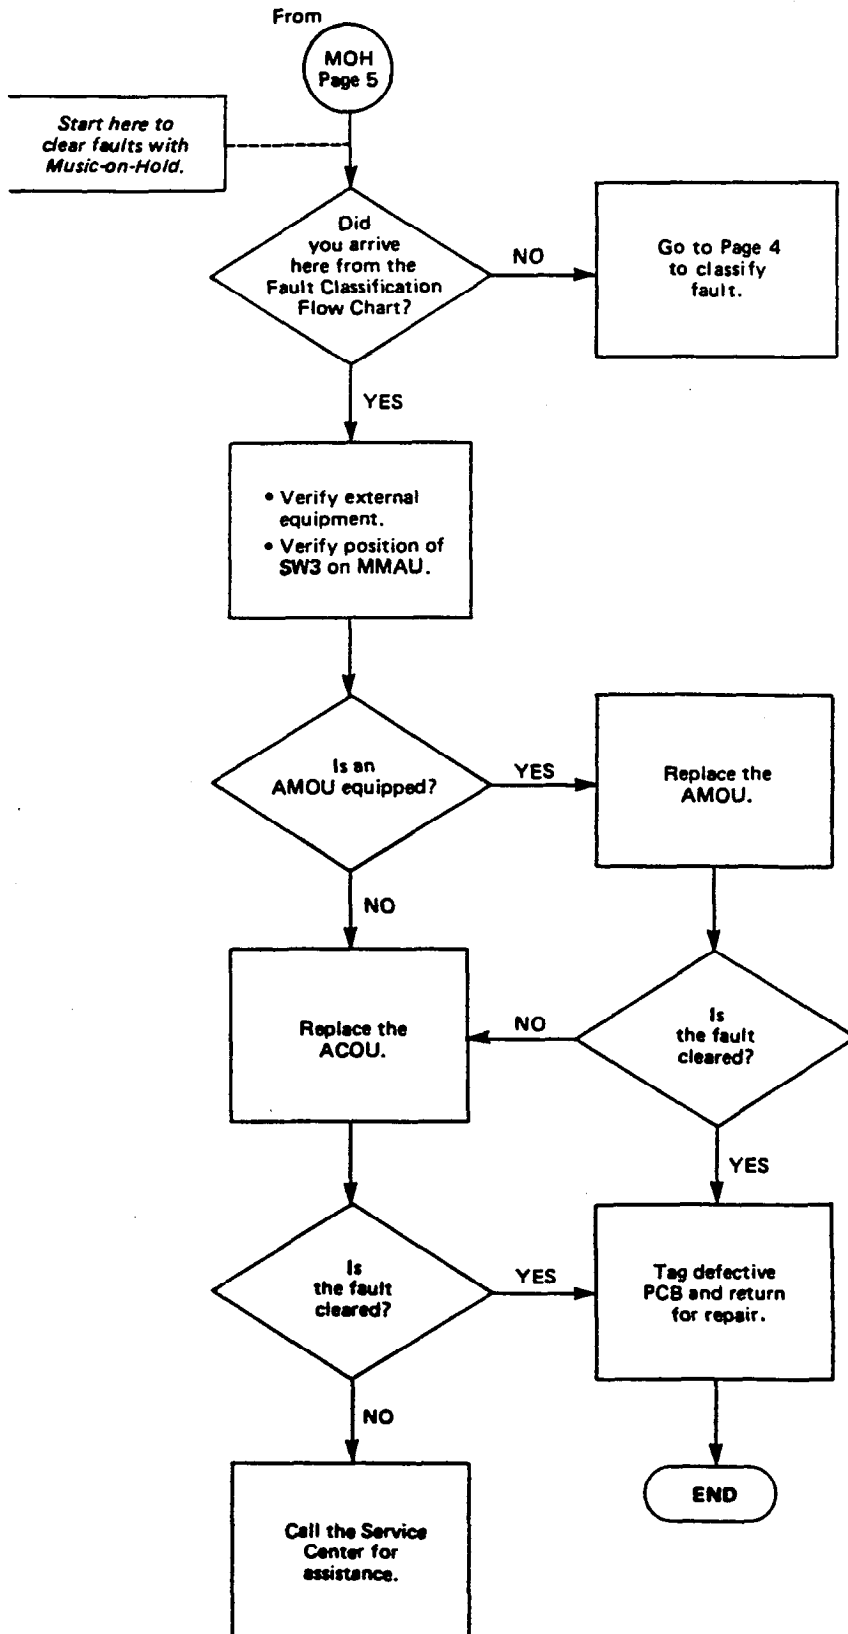 From
MOH
Page 5
Start here to
clear faults with
Music-on-Hold.
Did
you arrive
here from the
Fault Classification
Flow Chart?
NO
Go to Page 4
to classify
fault.
YES
• Verify external
equipment.
• Verify position of
SW3 on MMAU.
Is an
AMOU equipped?
YES
Replace the
AMOU.
NO
Replace the
ACOU.
NO
Is
the fault
cleared?
YES
Is
the fault
cleared?
YES
Tag defective
PCB and return
for repair.
NO
END
Call the Service
Center for
assistance.